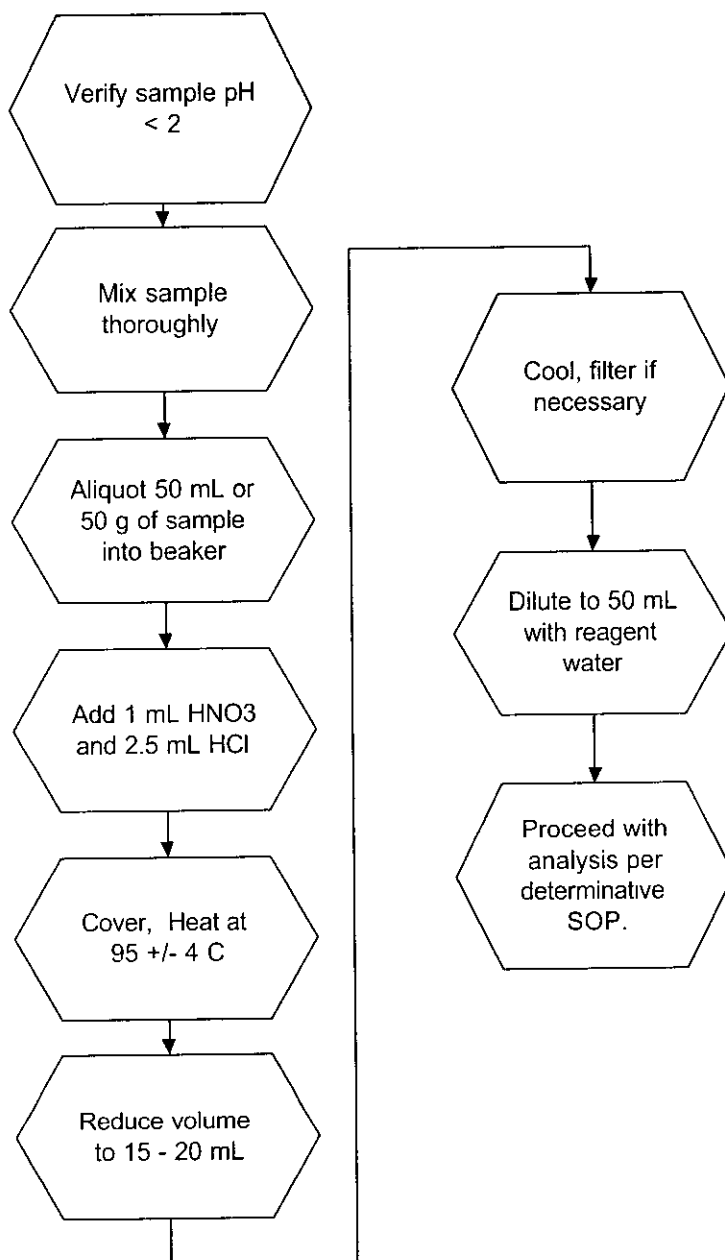 Verify sample pH
< 2
Mix sample
thoroughly
Aliquot 50 mL or
50 g of sample
into beaker
Add 1 mL HNO3
and 2.5 mL HCl
Cover, Heat at
95 +/- 4 C
Reduce volume
to 15 - 20 mL
Cool, filter if
necessary
Dilute to 50 mL
with reagent
water
Proceed with
analysis per
determinative
SOP.